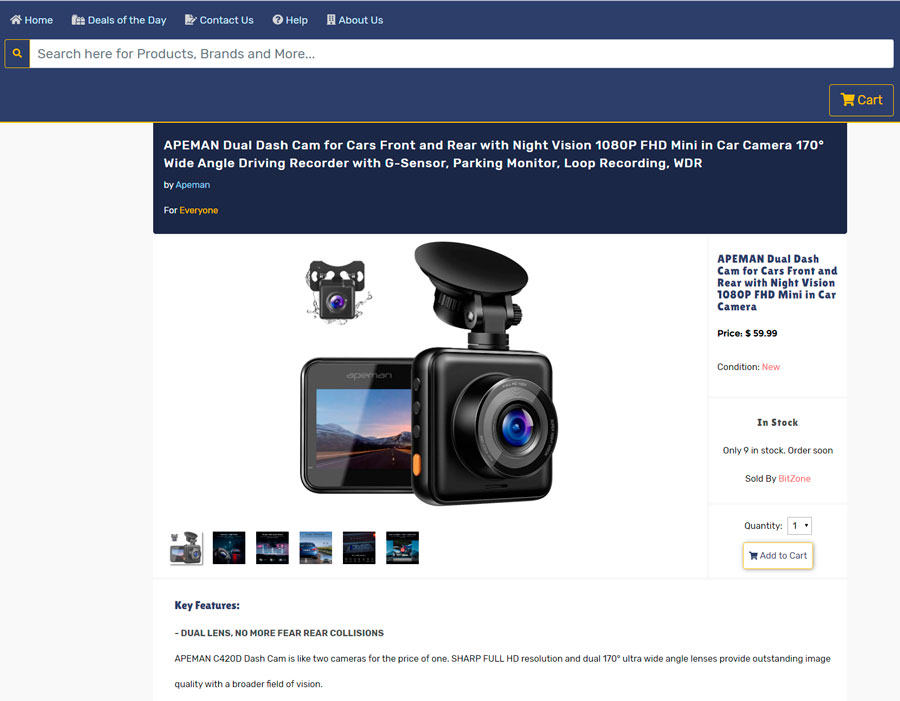 Home Deals of the Day Contact Us Help About Us
Search here for Products, Brands and More...
Cart
APEMAN Dual Dash Cam for Cars Front and Rear with Night Vision 1080P FHD Mini in Car Camera 170°
Wide Angle Driving Recorder with G-Sensor, Parking Monitor, Loop Recording, WDR
by Apeman
For Everyone
apeman
APEMAN Dual Dash
Cam for Cars Front and
Rear with Night Vision
1080P FHD Mini in Car
Camera
Price: $ 59.99
Condition: New
In Stock
Only 9 in stock. Order soon
Sold By BitZone
Quantity: 1
Add to Cart
Key Features:
- DUAL LENS, NO MORE FEAR REAR COLLISIONS
APEMAN C420D Dash Cam is like two cameras for the price of one. SHARP FULL HD resolution and dual 170° ultra wide angle lenses provide outstanding image
quality with a broader field of vision.